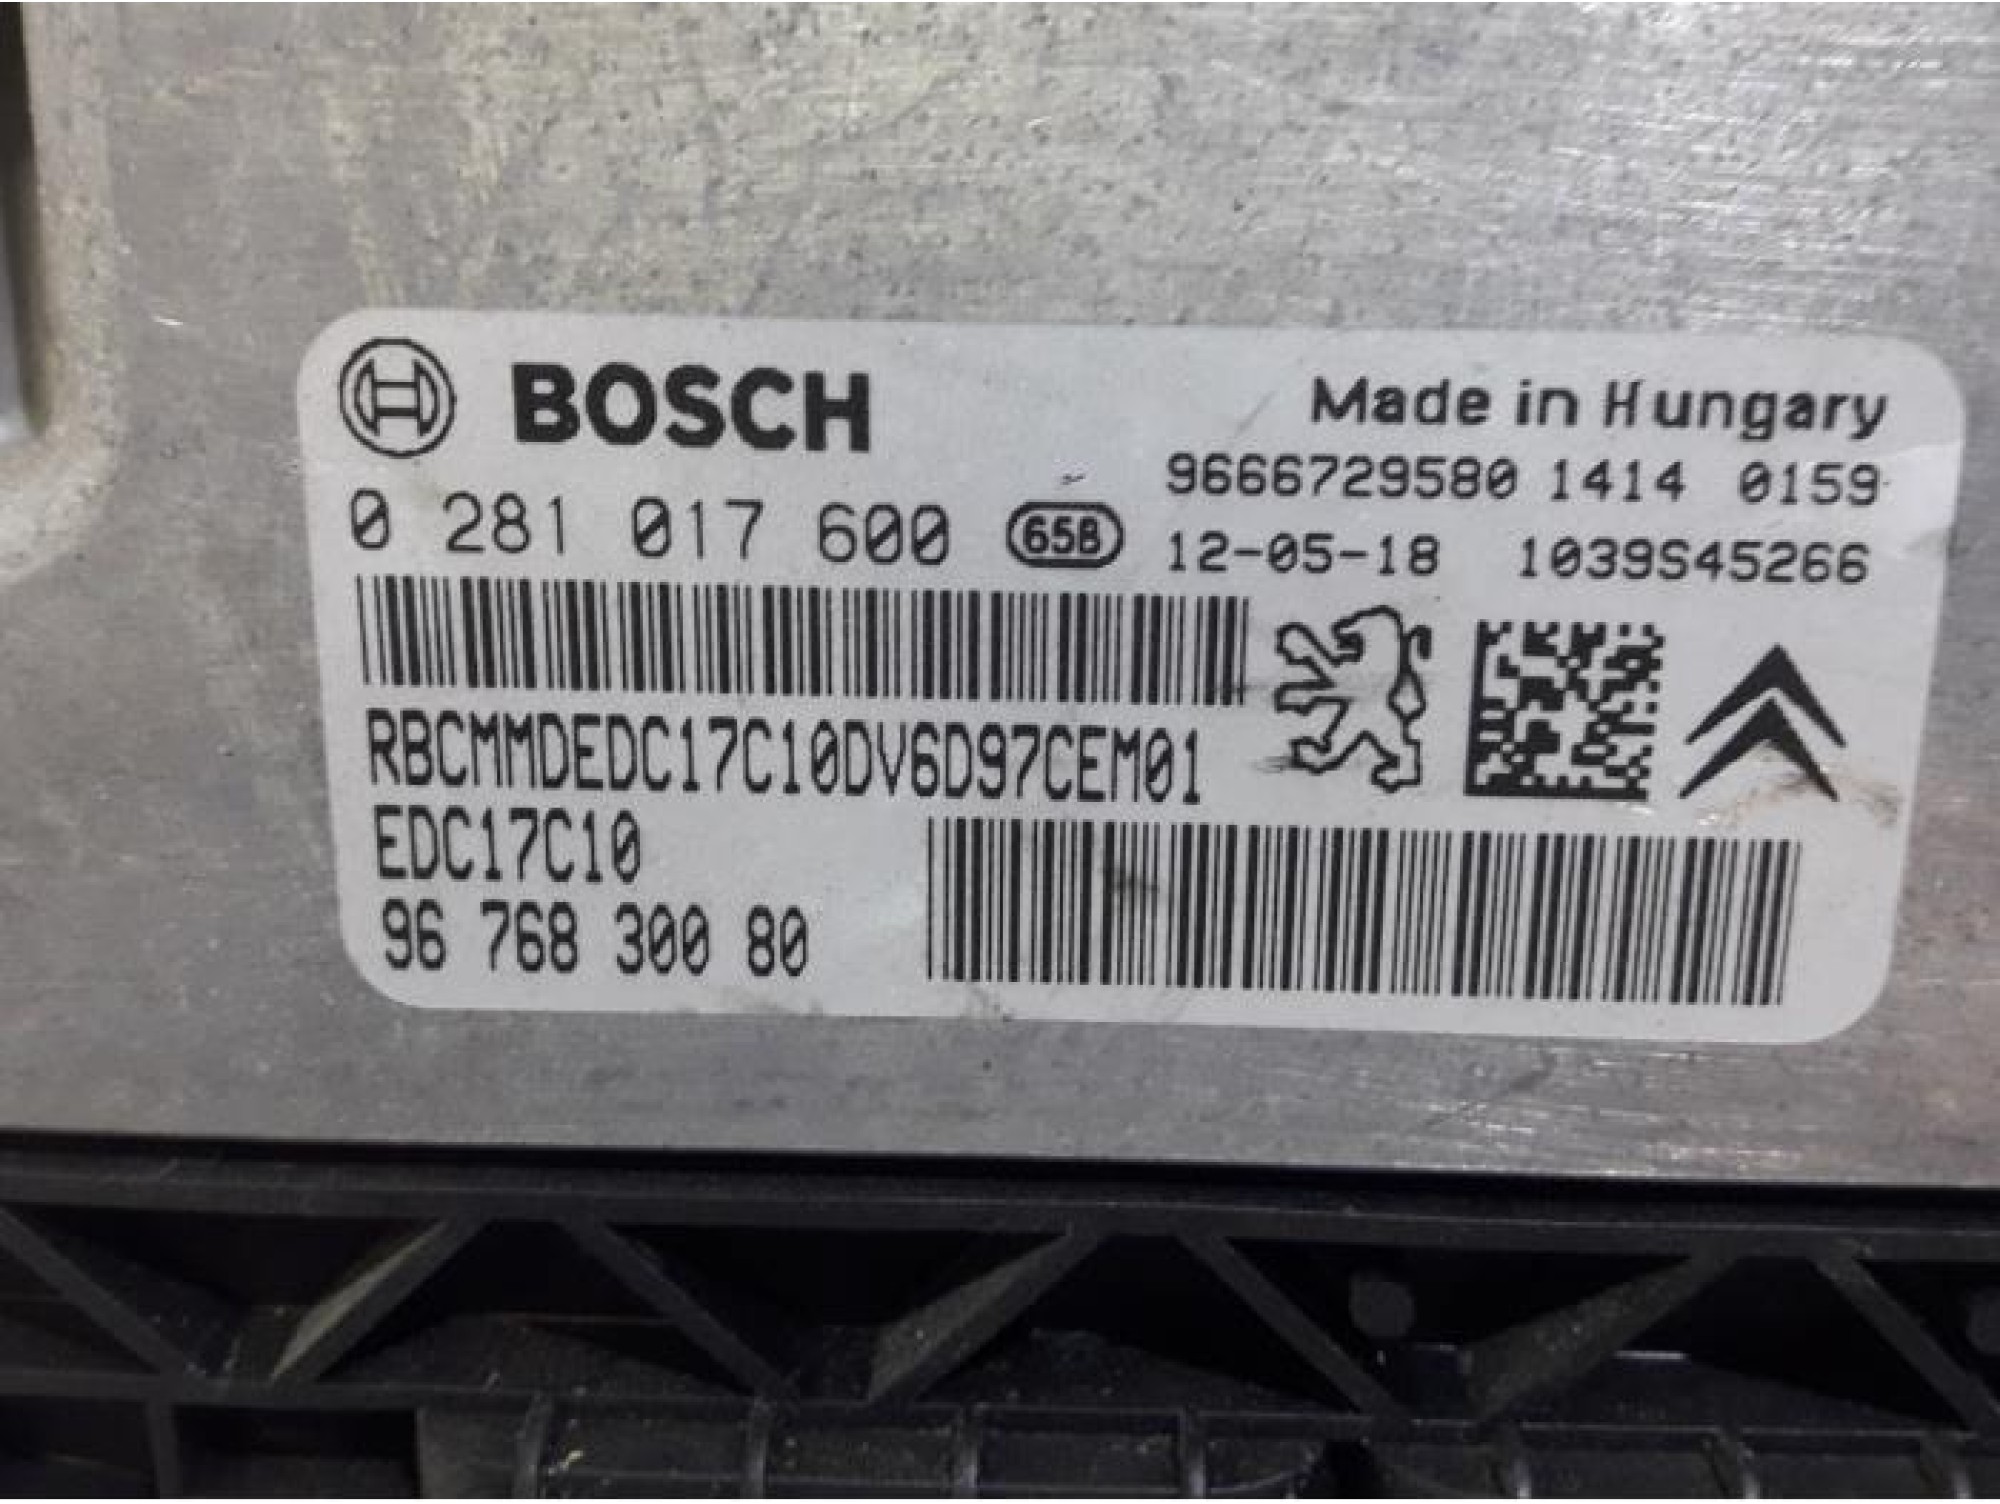 BOSCH
Made in Hungary
9666729580 1414 0159
0 281 017 600 65B
12-05-18 1039S45266
RBCMMDEDC17C10DV6D97CEM01
EDC17C10
96 768 300 80